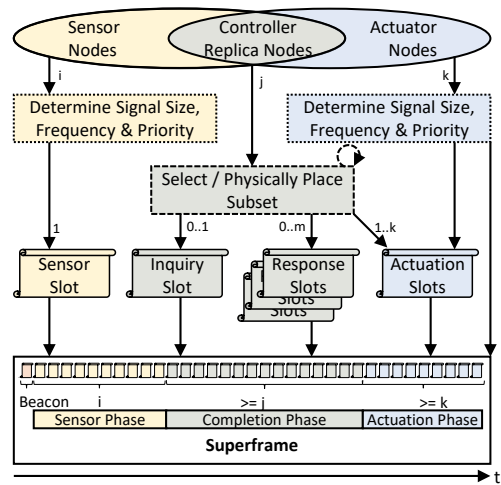 Sensor
Nodes
Controller
Replica Nodes
Actuator
Nodes
i
j
k
Determine Signal Size,
Frequency & Priority
Determine Signal Size,
Frequency & Priority
Select / Physically Place
Subset
1
0..1
0..m
1..k
Sensor
Slot
Inquiry
Slot
Response
Slots
Slots
Slots
Actuation
Slots
Beacon
i
>= j
>= k
Sensor Phase
Completion Phase
Actuation Phase
Superframe
t